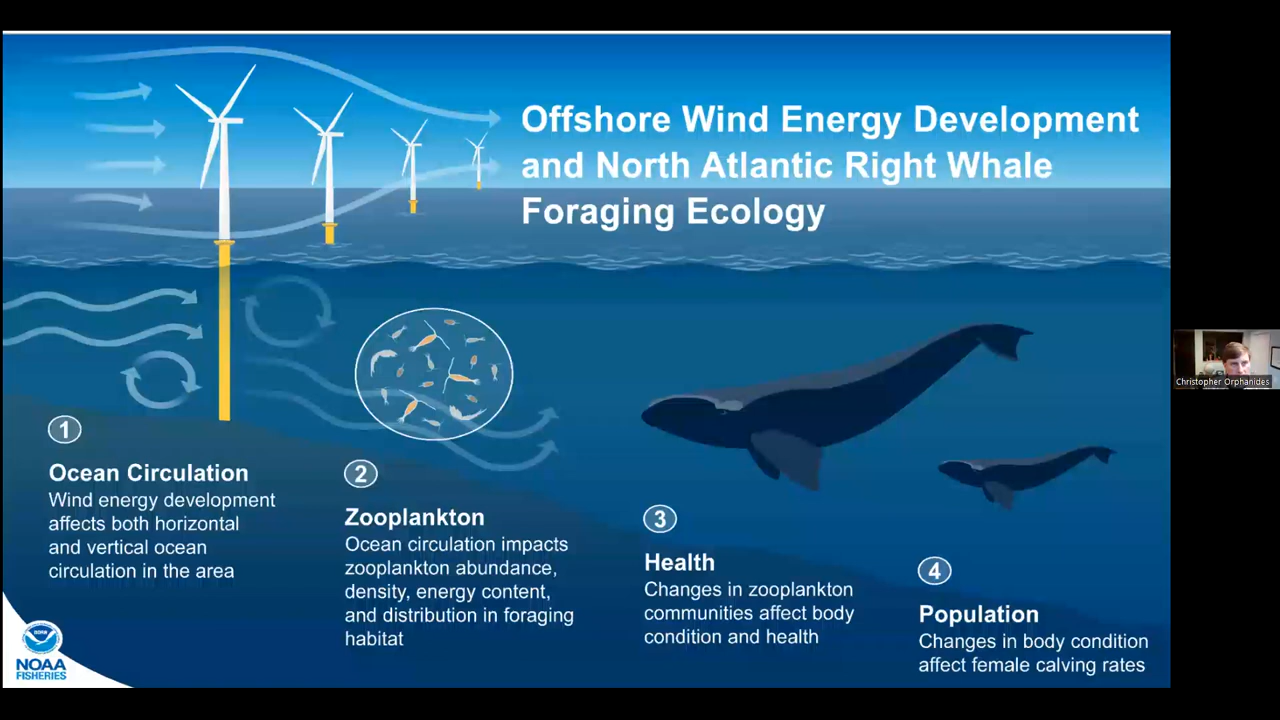 Offshore Wind Energy Development
and North Atlantic Right Whale
Foraging Ecology
1
Ocean Circulation
Wind energy development
affects both horizontal
and vertical ocean
circulation in the area
2
Zooplankton
Ocean circulation impacts
zooplankton abundance,
density, energy content,
and distribution in foraging
habitat
3
Health
Changes in zooplankton
communities affect body
condition and health
4
Population
Changes in body condition
affect female calving rates
NOAA
NOAA
FISHERIES
Christopher Orphanides